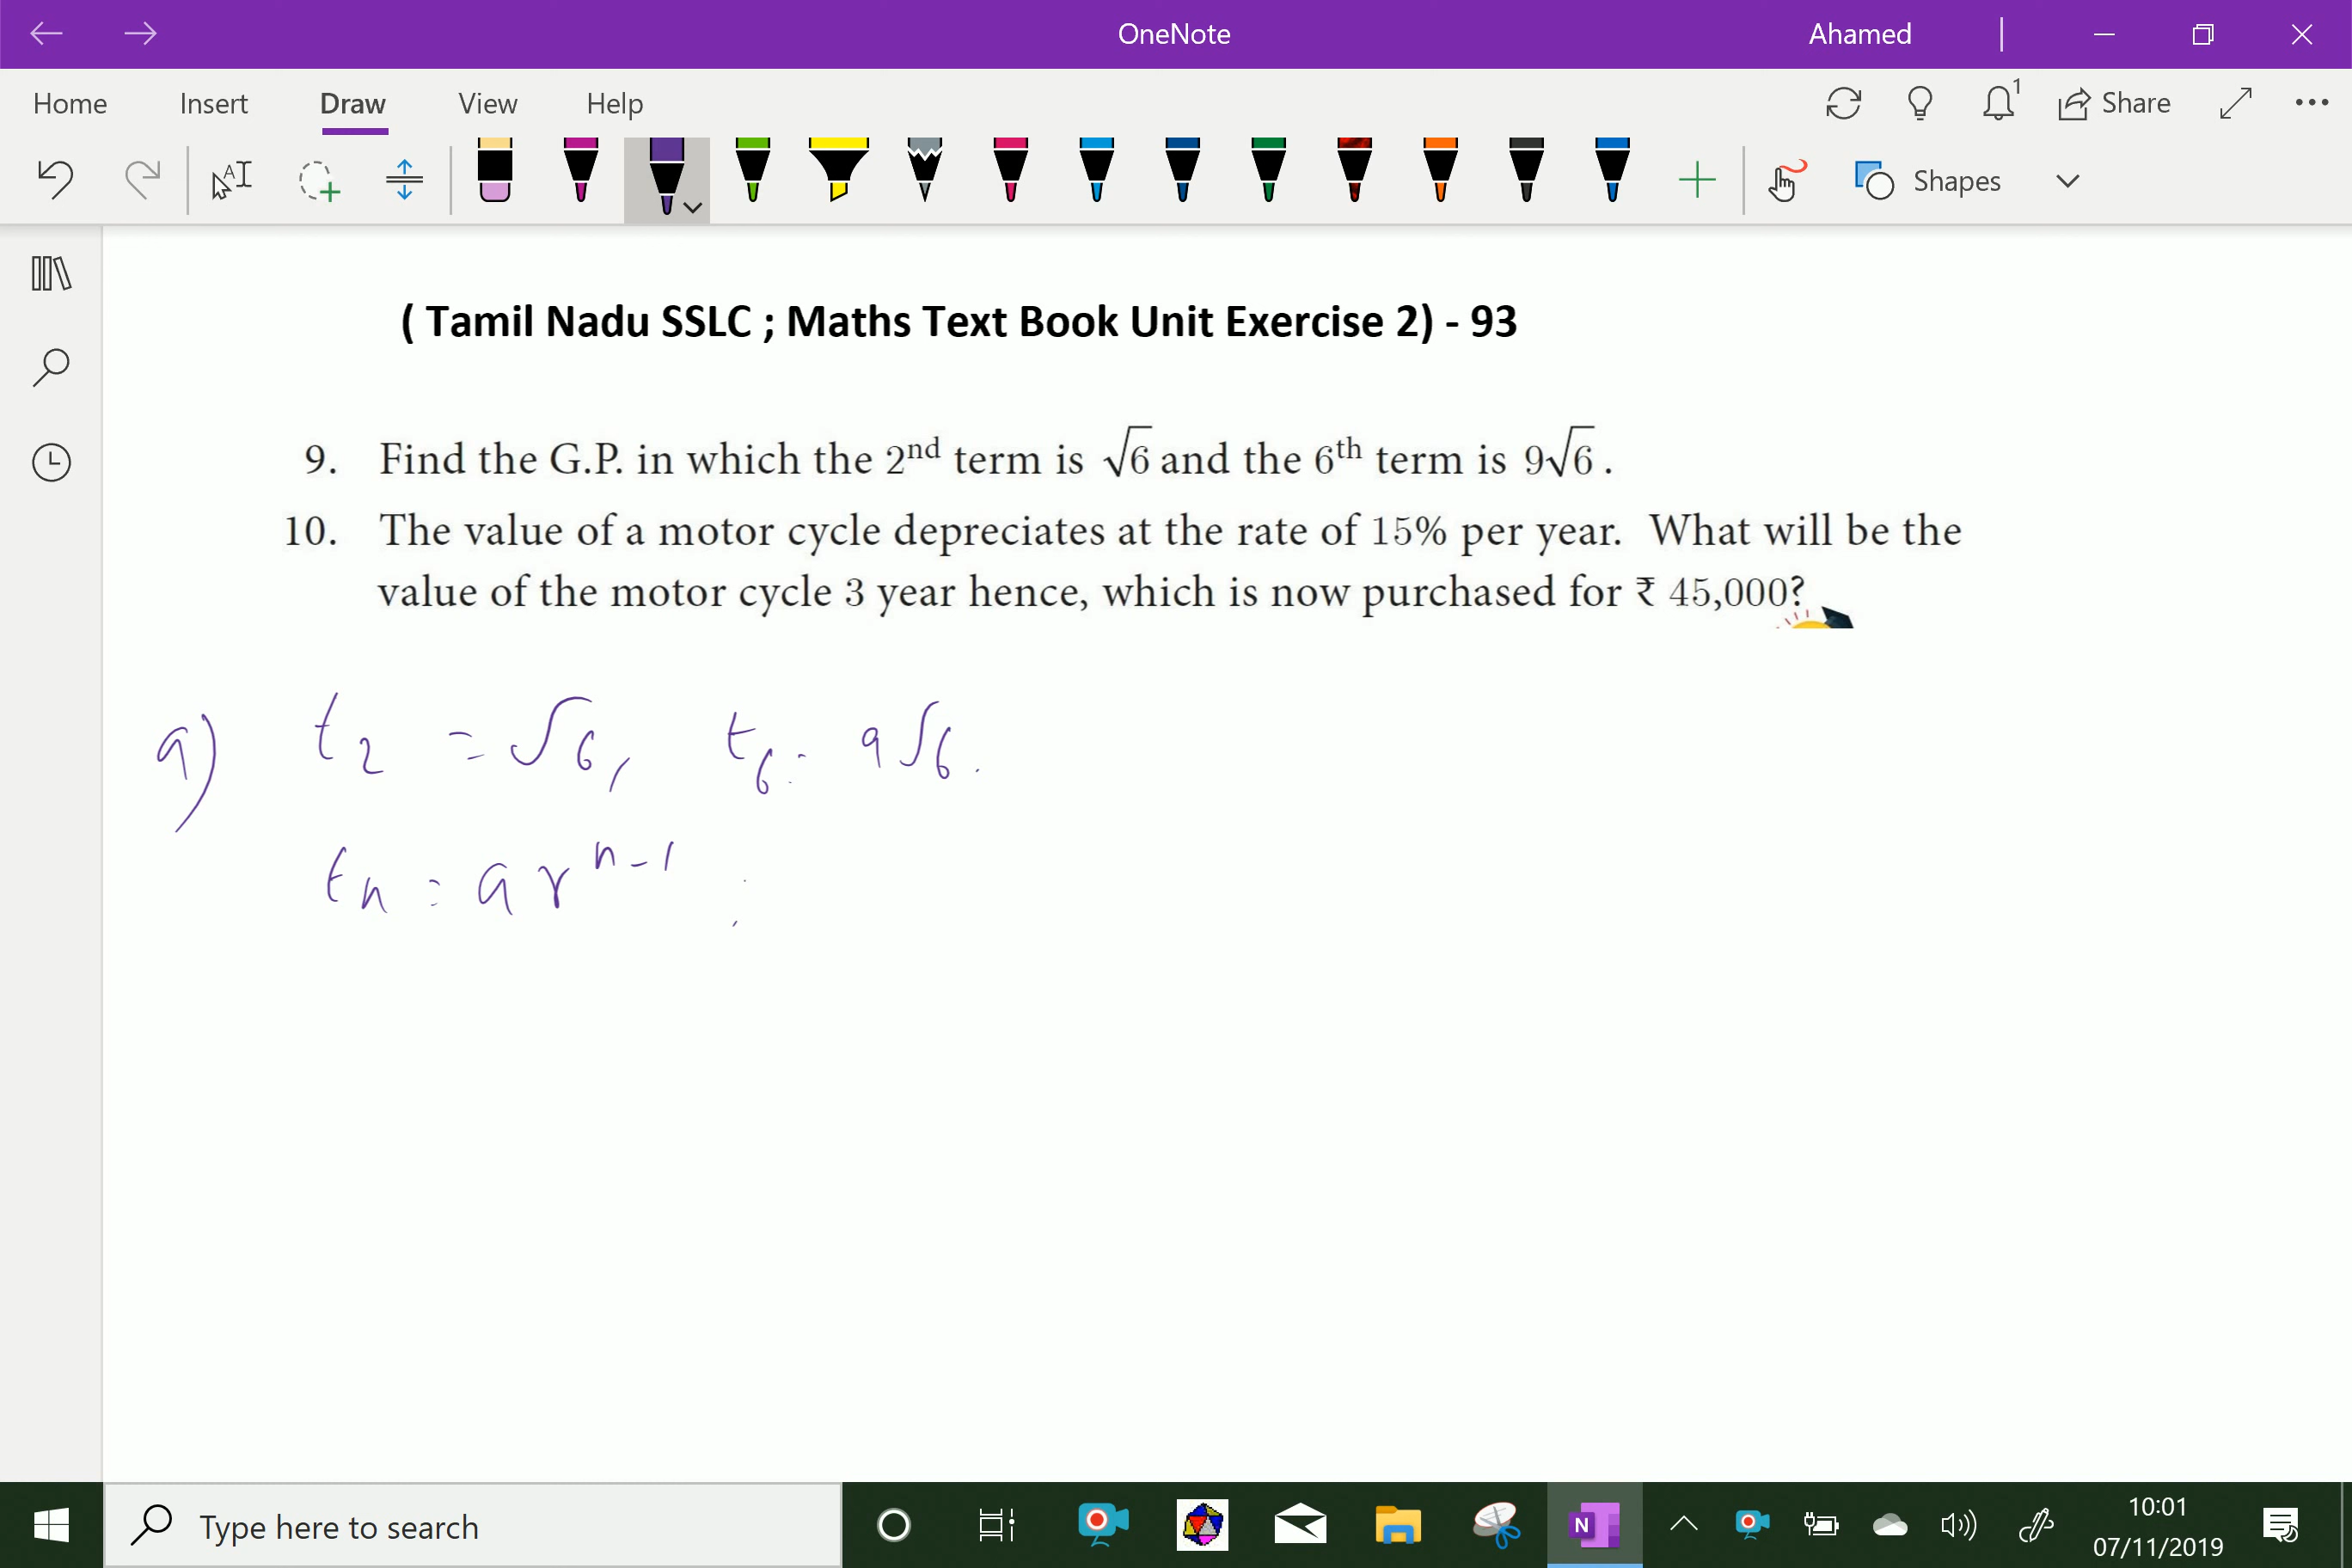 OneNote
Ahamed
Home Insert Draw View Help
1 Share
Shapes
( Tamil Nadu SSLC ; Maths Text Book Unit Exercise 2) - 93
9. Find the G.P. in which the 2nd term is √6 and the 6th term is 9√6 .
10. The value of a motor cycle depreciates at the rate of 15% per year. What will be the
value of the motor cycle 3 year hence, which is now purchased for ₹ 45,000?
9) t₂ = √6, t₆ = 9√6.
tₙ = a rⁿ⁻¹
Type here to search
N
10:01
07/11/2019